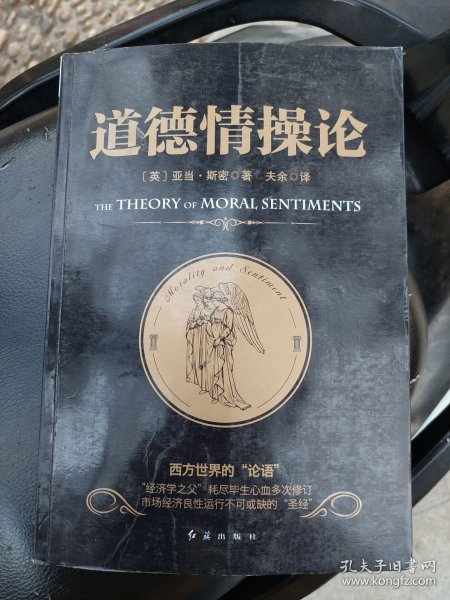 道德情操论
〔英〕亚当·斯密◎著 夫余◎译
THE THEORY OF MORAL SENTIMENTS
Morality and Sentiment
西方世界的“论语”
“经济学之父”耗尽毕生心血多次修订
市场经济良性运行不可或缺的“圣经”
红旗出版社
孔夫子旧书网
www.kongfz.com